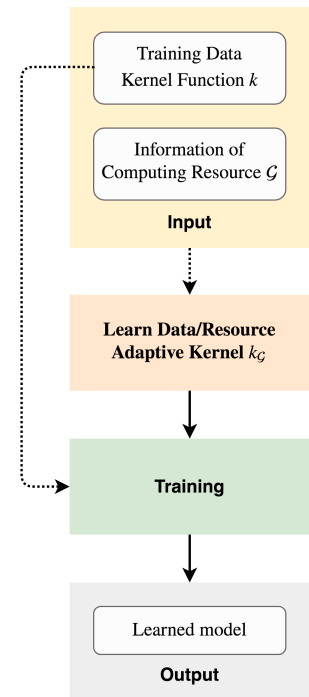 Training Data
Kernel Function k
Information of
Computing Resource 𝒢
Input
Learn Data/Resource
Adaptive Kernel k𝒢
Training
Learned model
Output